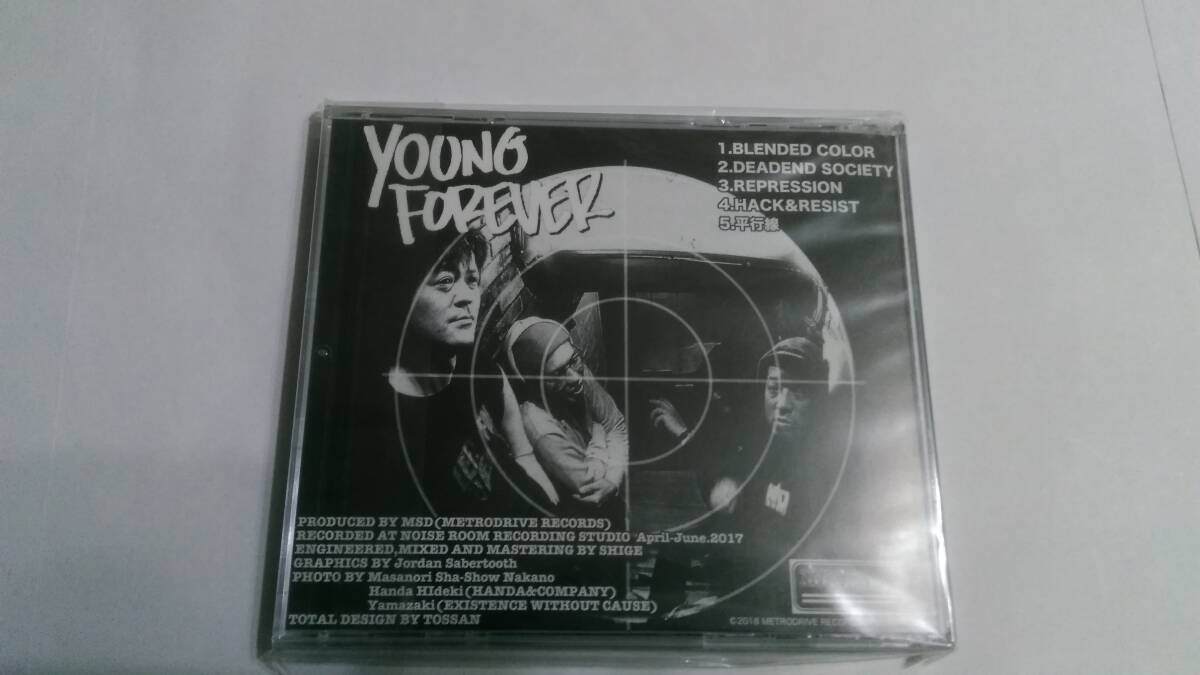 YOUNG
FOREVER
1.BLENDED COLOR
2.DEADEND SOCIETY
3.REPRESSION
4.HACK&RESIST
5.平行線
PRODUCED BY MSD(METRODRIVE RECORDS)
RECORDED AT NOISE ROOM RECORDING STUDIO April-June.2017
ENGINEERED,MIXED AND MASTERING BY SHIGE
GRAPHICS BY Jordan Sabertooth
PHOTO BY Masanori Sha-Show Nakano
Handa HIdeki(HANDA&COMPANY)
Yamazaki(EXISTENCE WITHOUT CAUSE)
TOTAL DESIGN BY TOSSAN
METRODRIVE